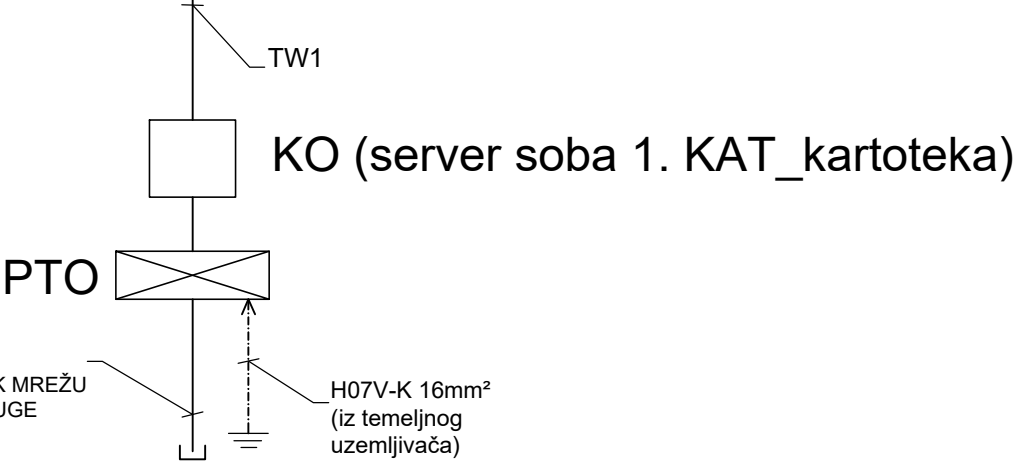 TW1
KO (server soba 1. KAT_kartoteka)
PTO
K MREŽU
UGE
H07V-K 16mm²
(iz temeljnog
uzemljivača)